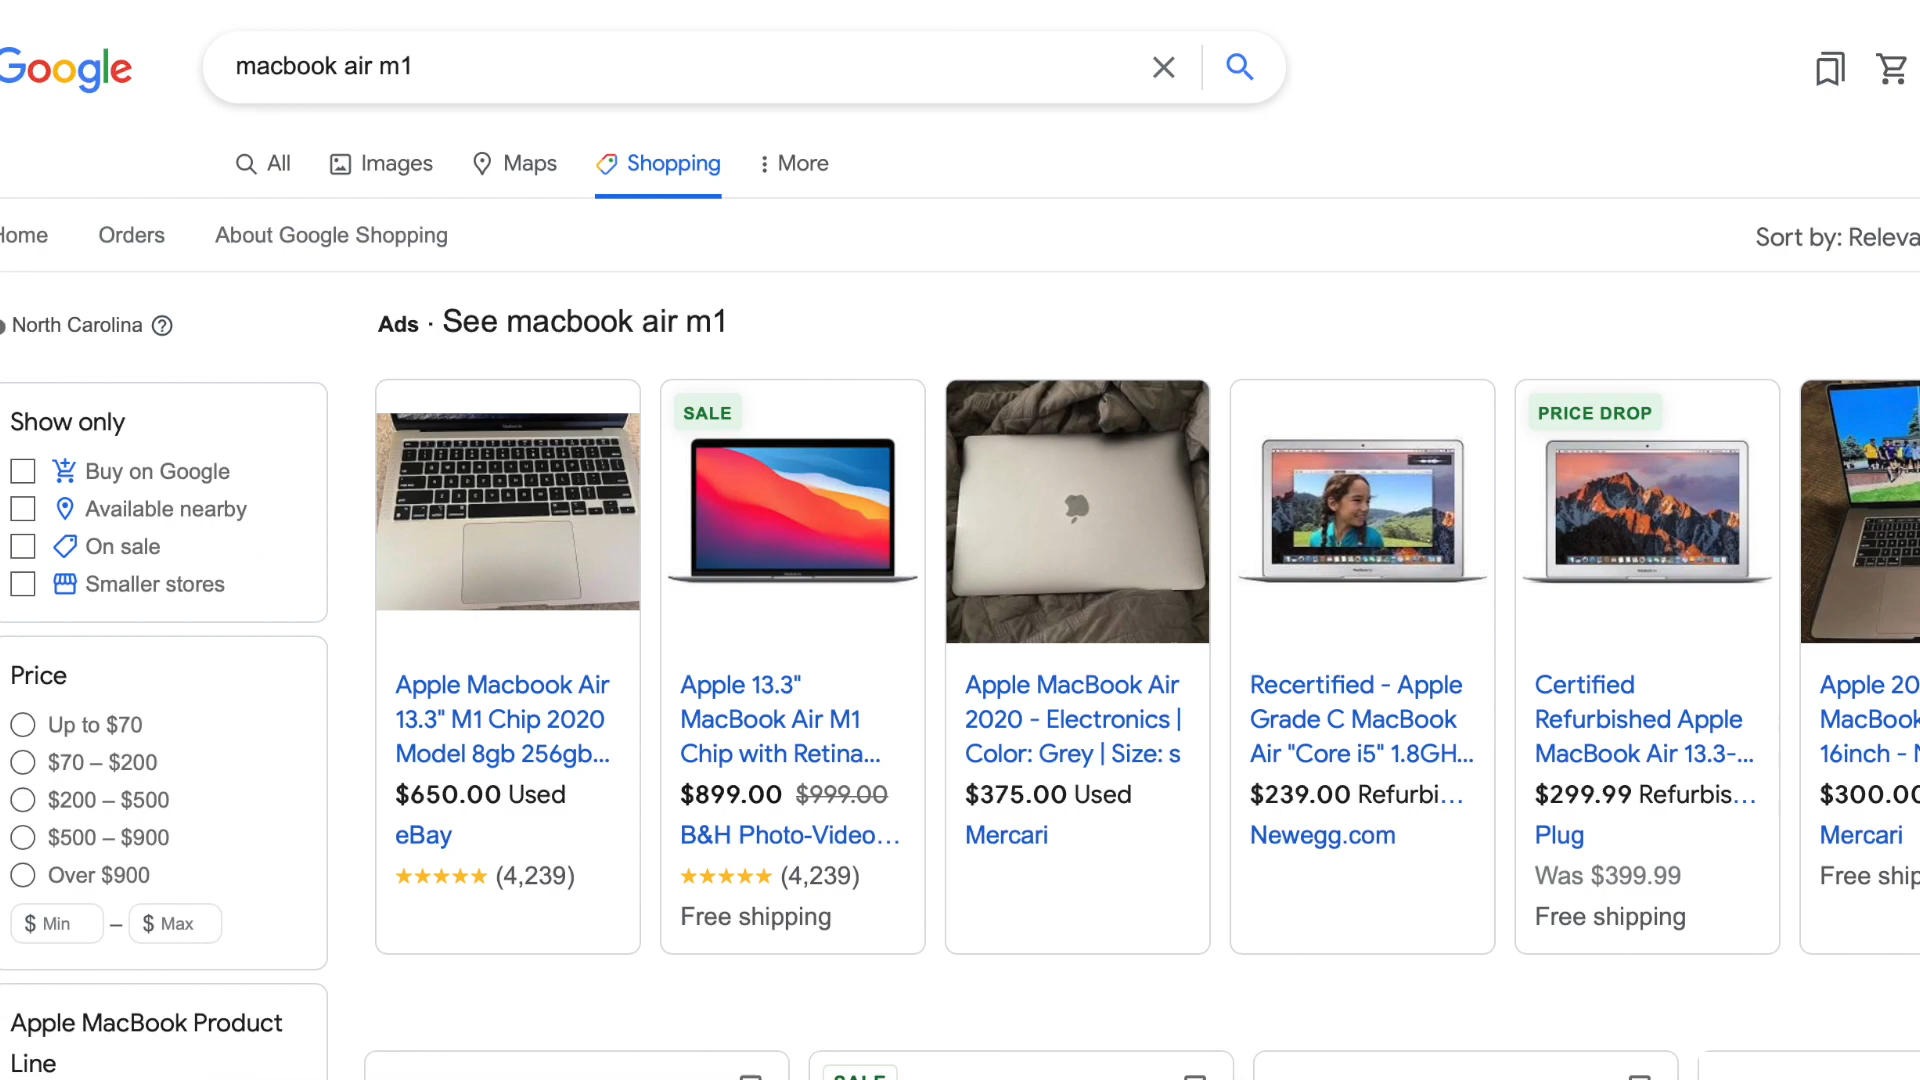 Google
macbook air m1
All Images Maps Shopping More
Home Orders About Google Shopping
Sort by: Releva
North Carolina
Ads · See macbook air m1
Show only
Buy on Google
Available nearby
On sale
Smaller stores
Price
Up to $70
$70 – $200
$200 – $500
$500 – $900
Over $900
$ Min – $ Max
Apple MacBook Product
Line
Apple Macbook Air
13.3" M1 Chip 2020
Model 8gb 256gb...
$650.00 Used
eBay
(4,239)
SALE
Apple 13.3"
MacBook Air M1
Chip with Retina...
$899.00 $999.00
B&H Photo-Video...
(4,239)
Free shipping
Apple MacBook Air
2020 - Electronics |
Color: Grey | Size: s
$375.00 Used
Mercari
Recertified - Apple
Grade C MacBook
Air "Core i5" 1.8GH...
$239.00 Refurbi...
Newegg.com
PRICE DROP
Certified
Refurbished Apple
MacBook Air 13.3-...
$299.99 Refurbis...
Plug
Was $399.99
Free shipping
Apple 20
MacBook
16inch -
$300.00
Mercari
Free ship
SALE